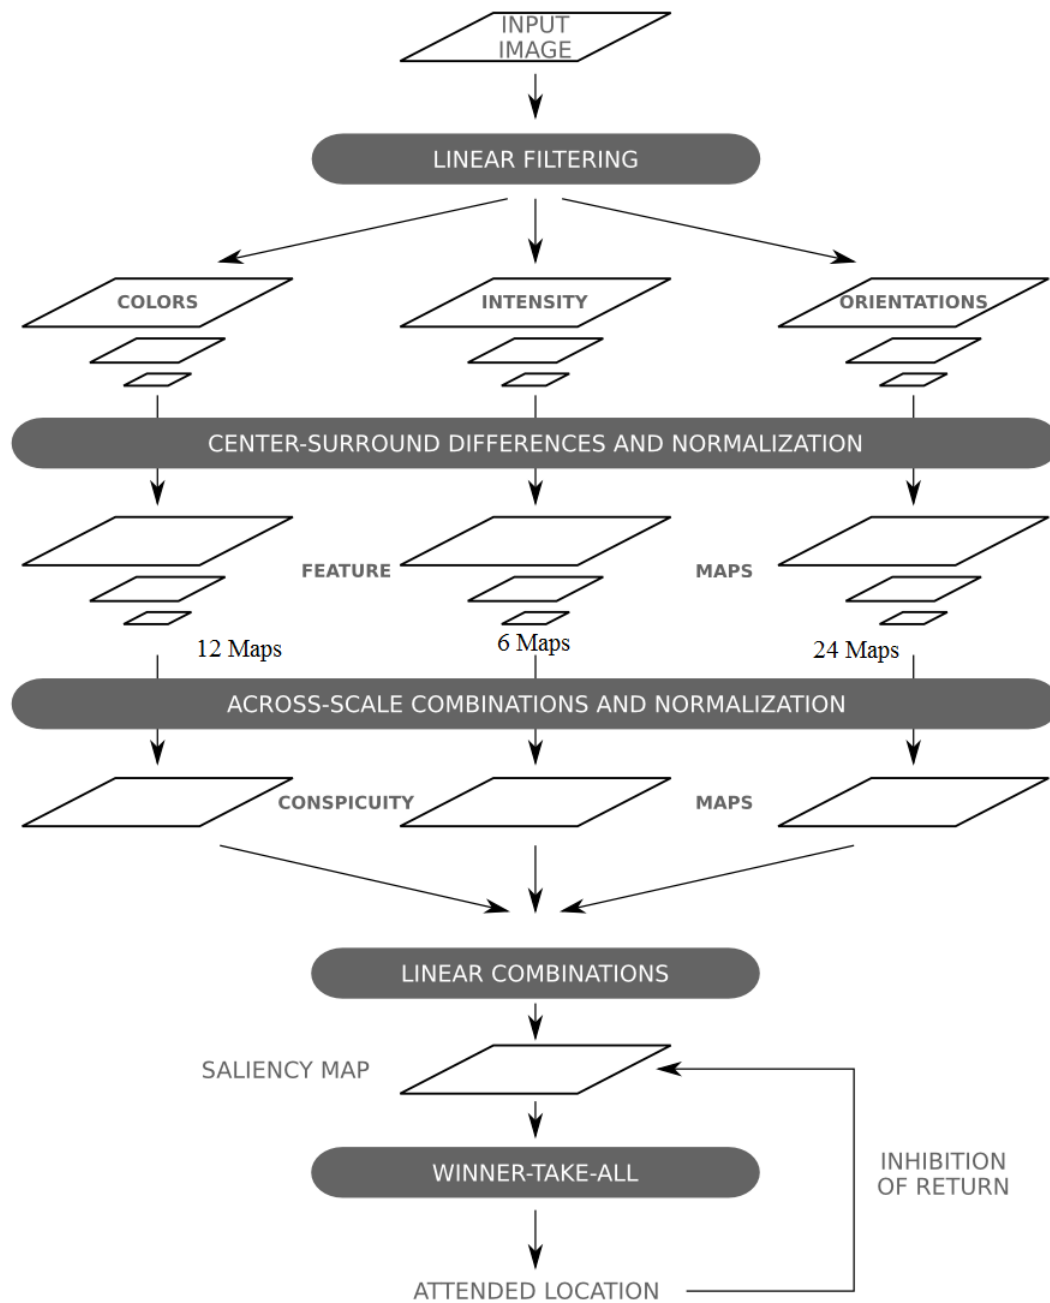 INPUT
IMAGE
LINEAR FILTERING
COLORS
INTENSITY
ORIENTATIONS
CENTER-SURROUND DIFFERENCES AND NORMALIZATION
FEATURE
MAPS
12 Maps
6 Maps
24 Maps
ACROSS-SCALE COMBINATIONS AND NORMALIZATION
CONSPICUITY
MAPS
LINEAR COMBINATIONS
SALIENCY MAP
WINNER-TAKE-ALL
INHIBITION
OF RETURN
ATTENDED LOCATION